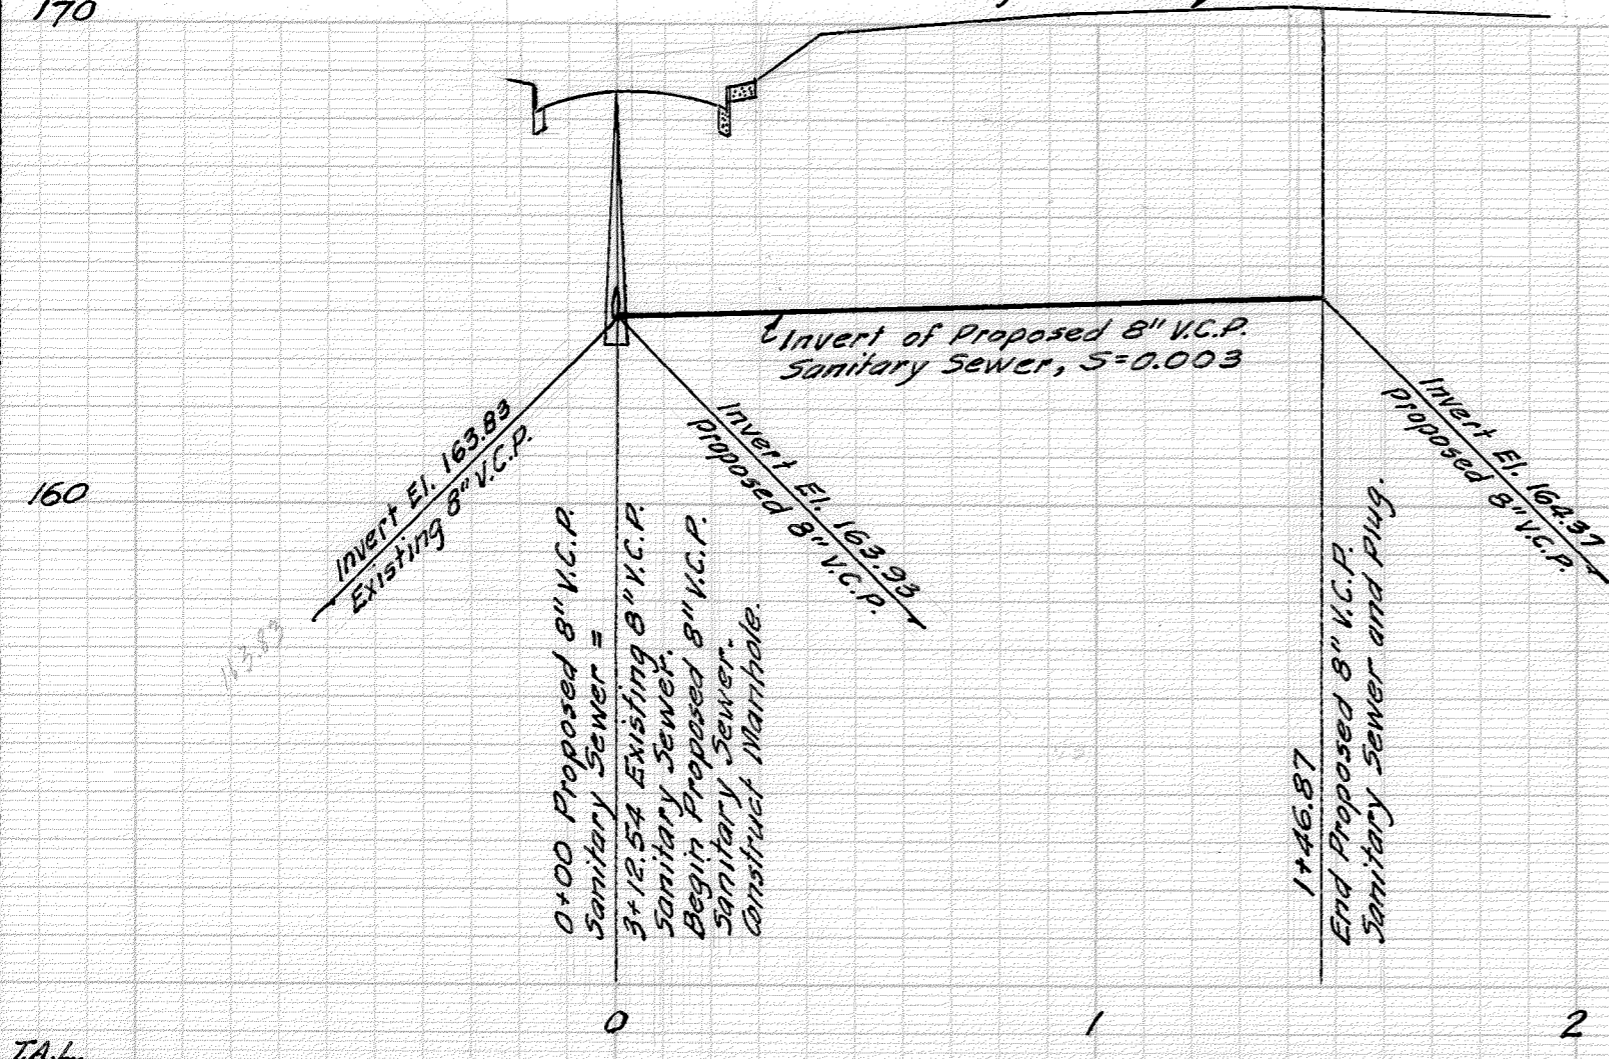 170
Invert of Proposed 8" V.C.P.
Sanitary Sewer, S=0.003
Invert El. 163.83
Existing 8" V.C.P.
Invert El. 163.93
Proposed 8" V.C.P.
Invert El. 164.37
Proposed 8" V.C.P.
160
163.83
0+00 Proposed 8" V.C.P.
Sanitary Sewer =
3+12.54 Existing 8" V.C.P.
Sanitary Sewer.
Begin Proposed 8" V.C.P.
Sanitary Sewer.
Construct Manhole.
1+46.87
End Proposed 8" V.C.P.
Sanitary Sewer and Plug.
0 1 2
T.A.L.